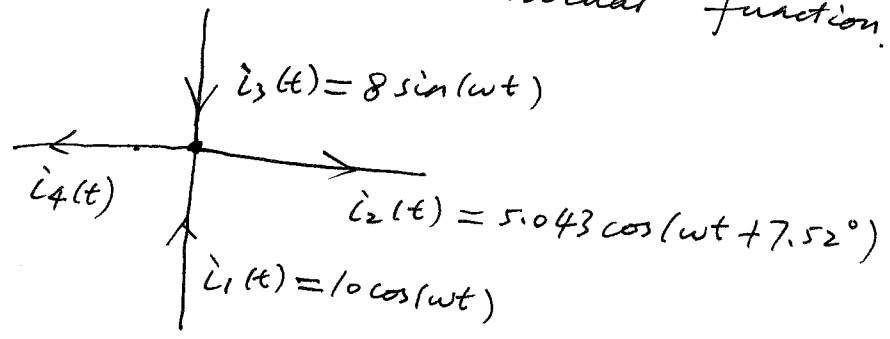 function.
i₃(t) = 8 sin(ωt)
i₄(t)
i₂(t) = 5.043 cos(ωt + 7.52°)
i₁(t) = 10 cos(ωt)